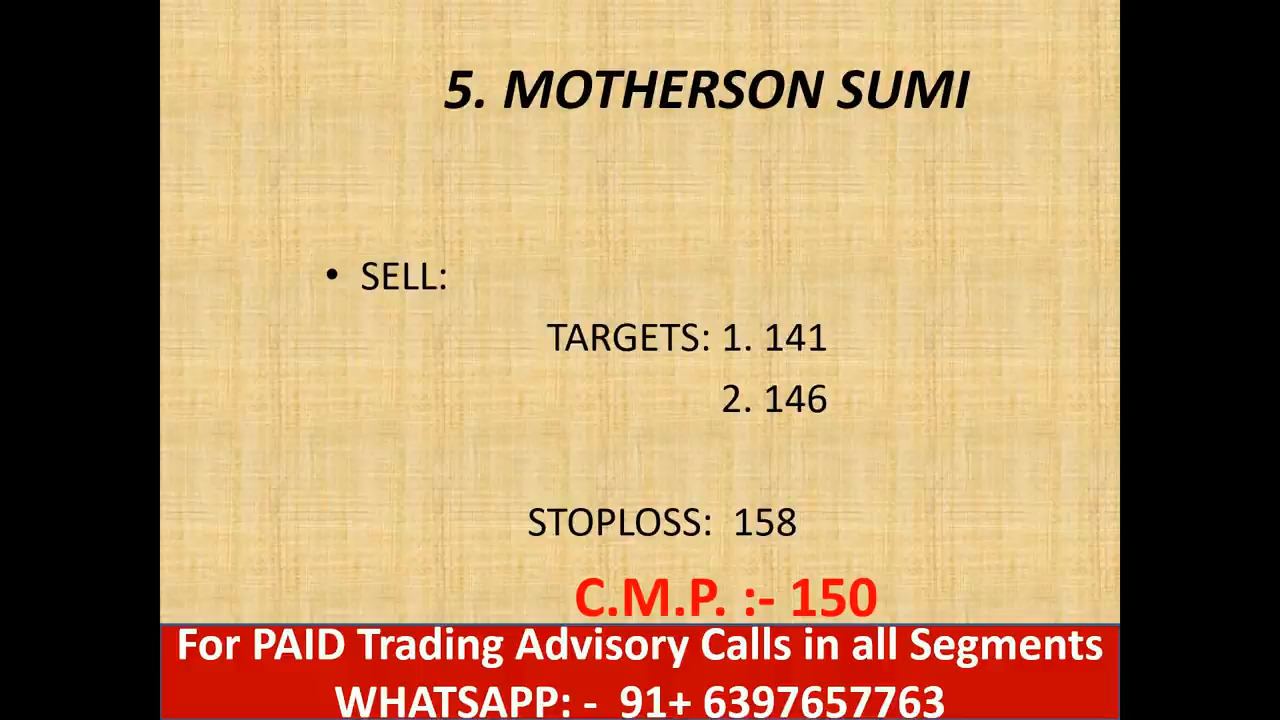 5. MOTHERSON SUMI
• SELL:
TARGETS: 1. 141
2. 146
STOPLOSS: 158
C.M.P. :- 150
For PAID Trading Advisory Calls in all Segments
WHATSAPP: - 91+ 6397657763